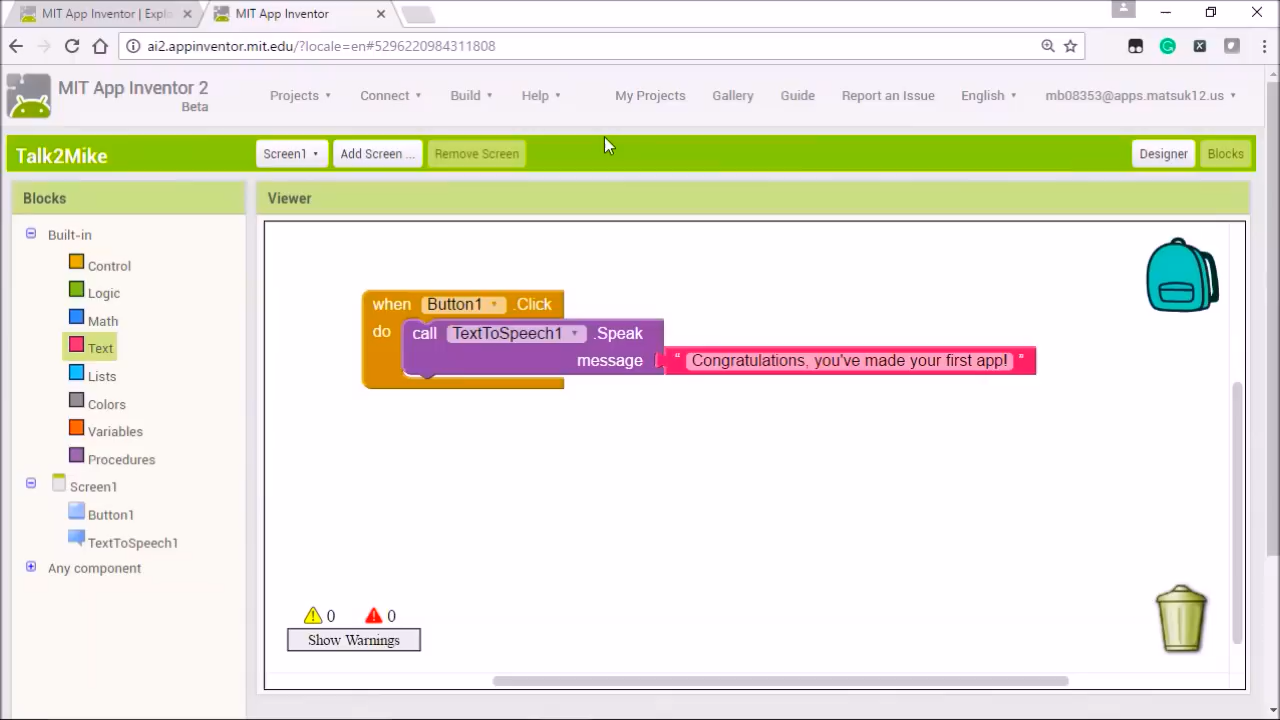 MIT App Inventor | Expla
MIT App Inventor
ai2.appinventor.mit.edu/?locale=en#5296220984311808
MIT App Inventor 2
Beta
Projects Connect Build Help My Projects Gallery Guide Report an Issue English mb08353@apps.matsuk12.us
Talk2Mike Screen1 Add Screen ... Remove Screen Designer Blocks
Blocks
Viewer
Built-in
Control
Logic
Math
Text
Lists
Colors
Variables
Procedures
Screen1
Button1
TextToSpeech1
Any component
when Button1 .Click
do call TextToSpeech1 .Speak
message “ Congratulations, you've made your first app! ”
0 0
Show Warnings